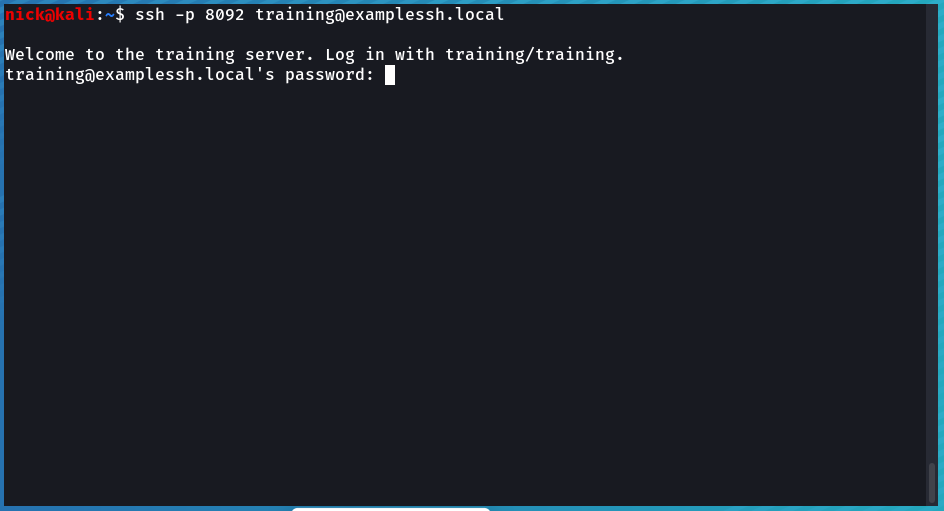 nick@kali:~$ ssh -p 8092 training@examplessh.local
Welcome to the training server. Log in with training/training.
training@examplessh.local's password: